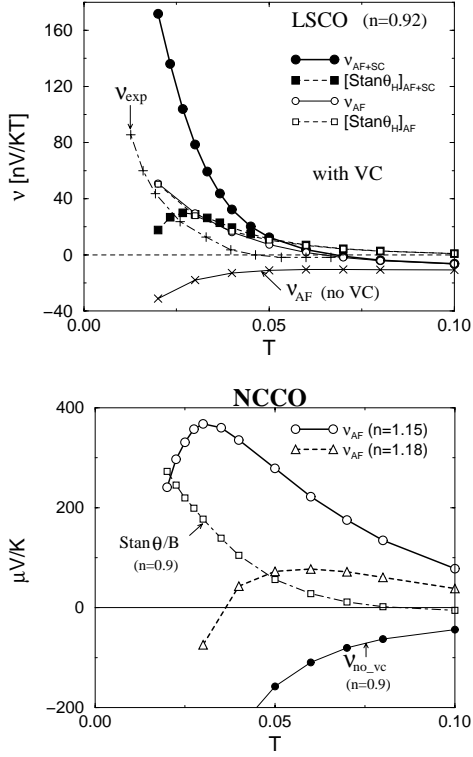 LSCO (n=0.92)
160
120
80
40
0
−40
ν [nV/KT]
ν_AF+SC
[Stanθ_H]_AF+SC
ν_AF
[Stanθ_H]_AF
ν_exp
with VC
ν_AF (no VC)
0.00 0.05 0.10
T
NCCO
400
200
0
−200
μV/K
ν_AF (n=1.15)
ν_AF (n=1.18)
Stanθ/B
(n=0.9)
ν_no_vc
(n=0.9)
0.00 0.05 0.10
T